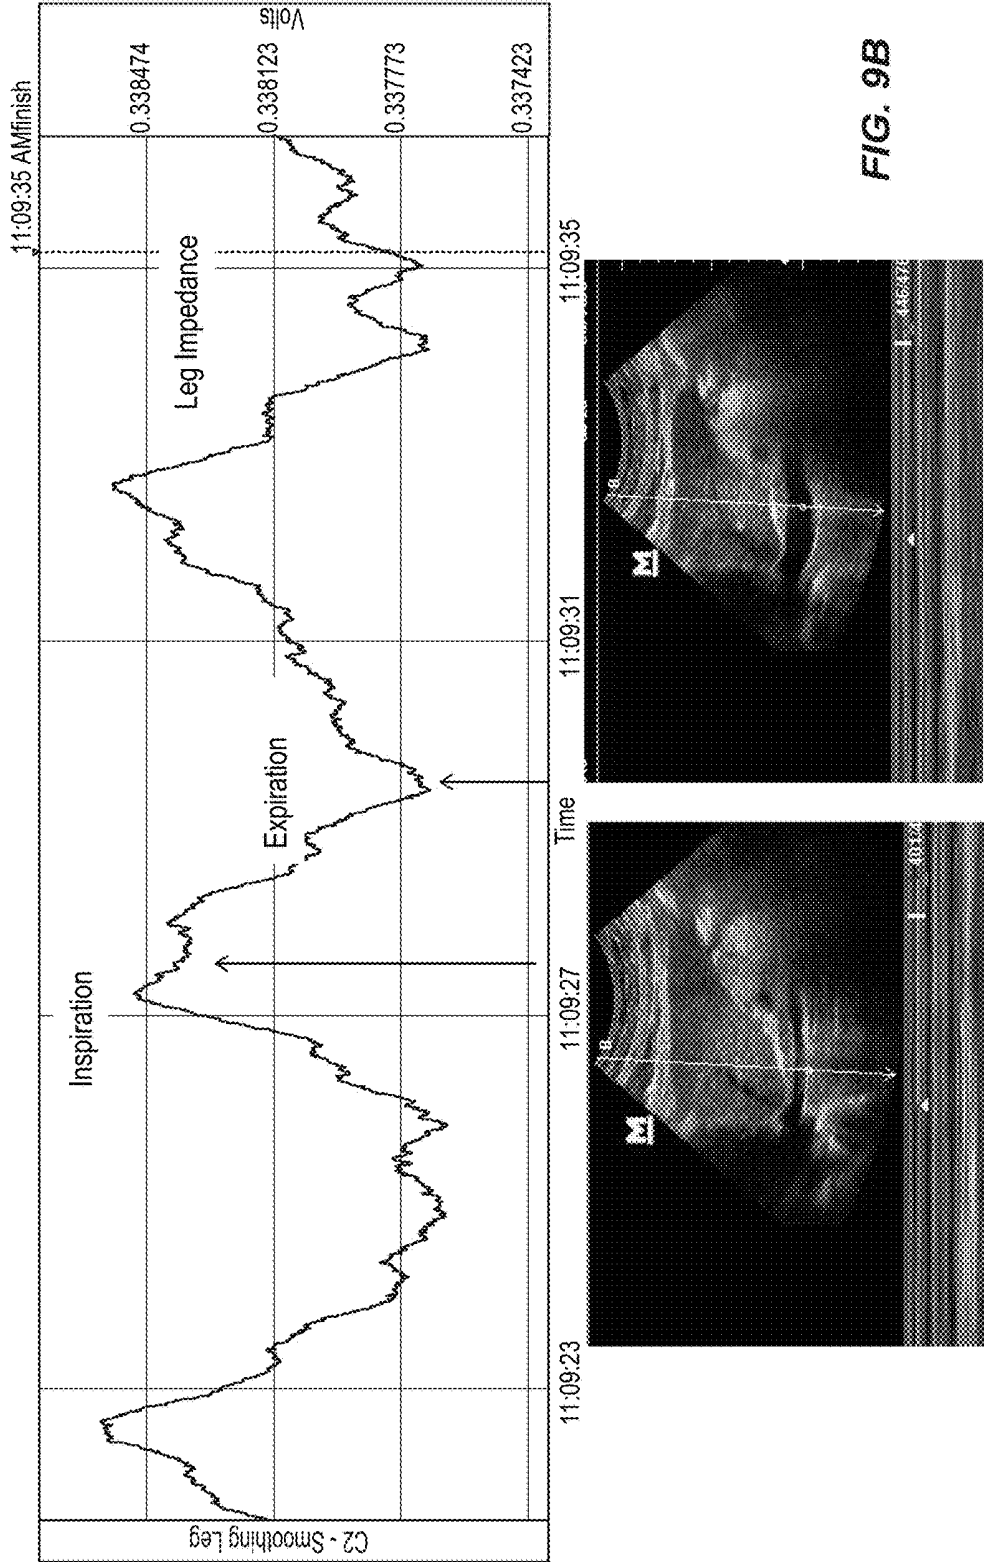 11:09:35 AMfinish
C2 - Smoothing Leg
Inspiration
Expiration
Leg Impedance
0.338474
0.338123
0.337773
0.337423
Volts
11:09:23
11:09:27
Time
11:09:31
11:09:35
M
B
M
B
FIG. 9B